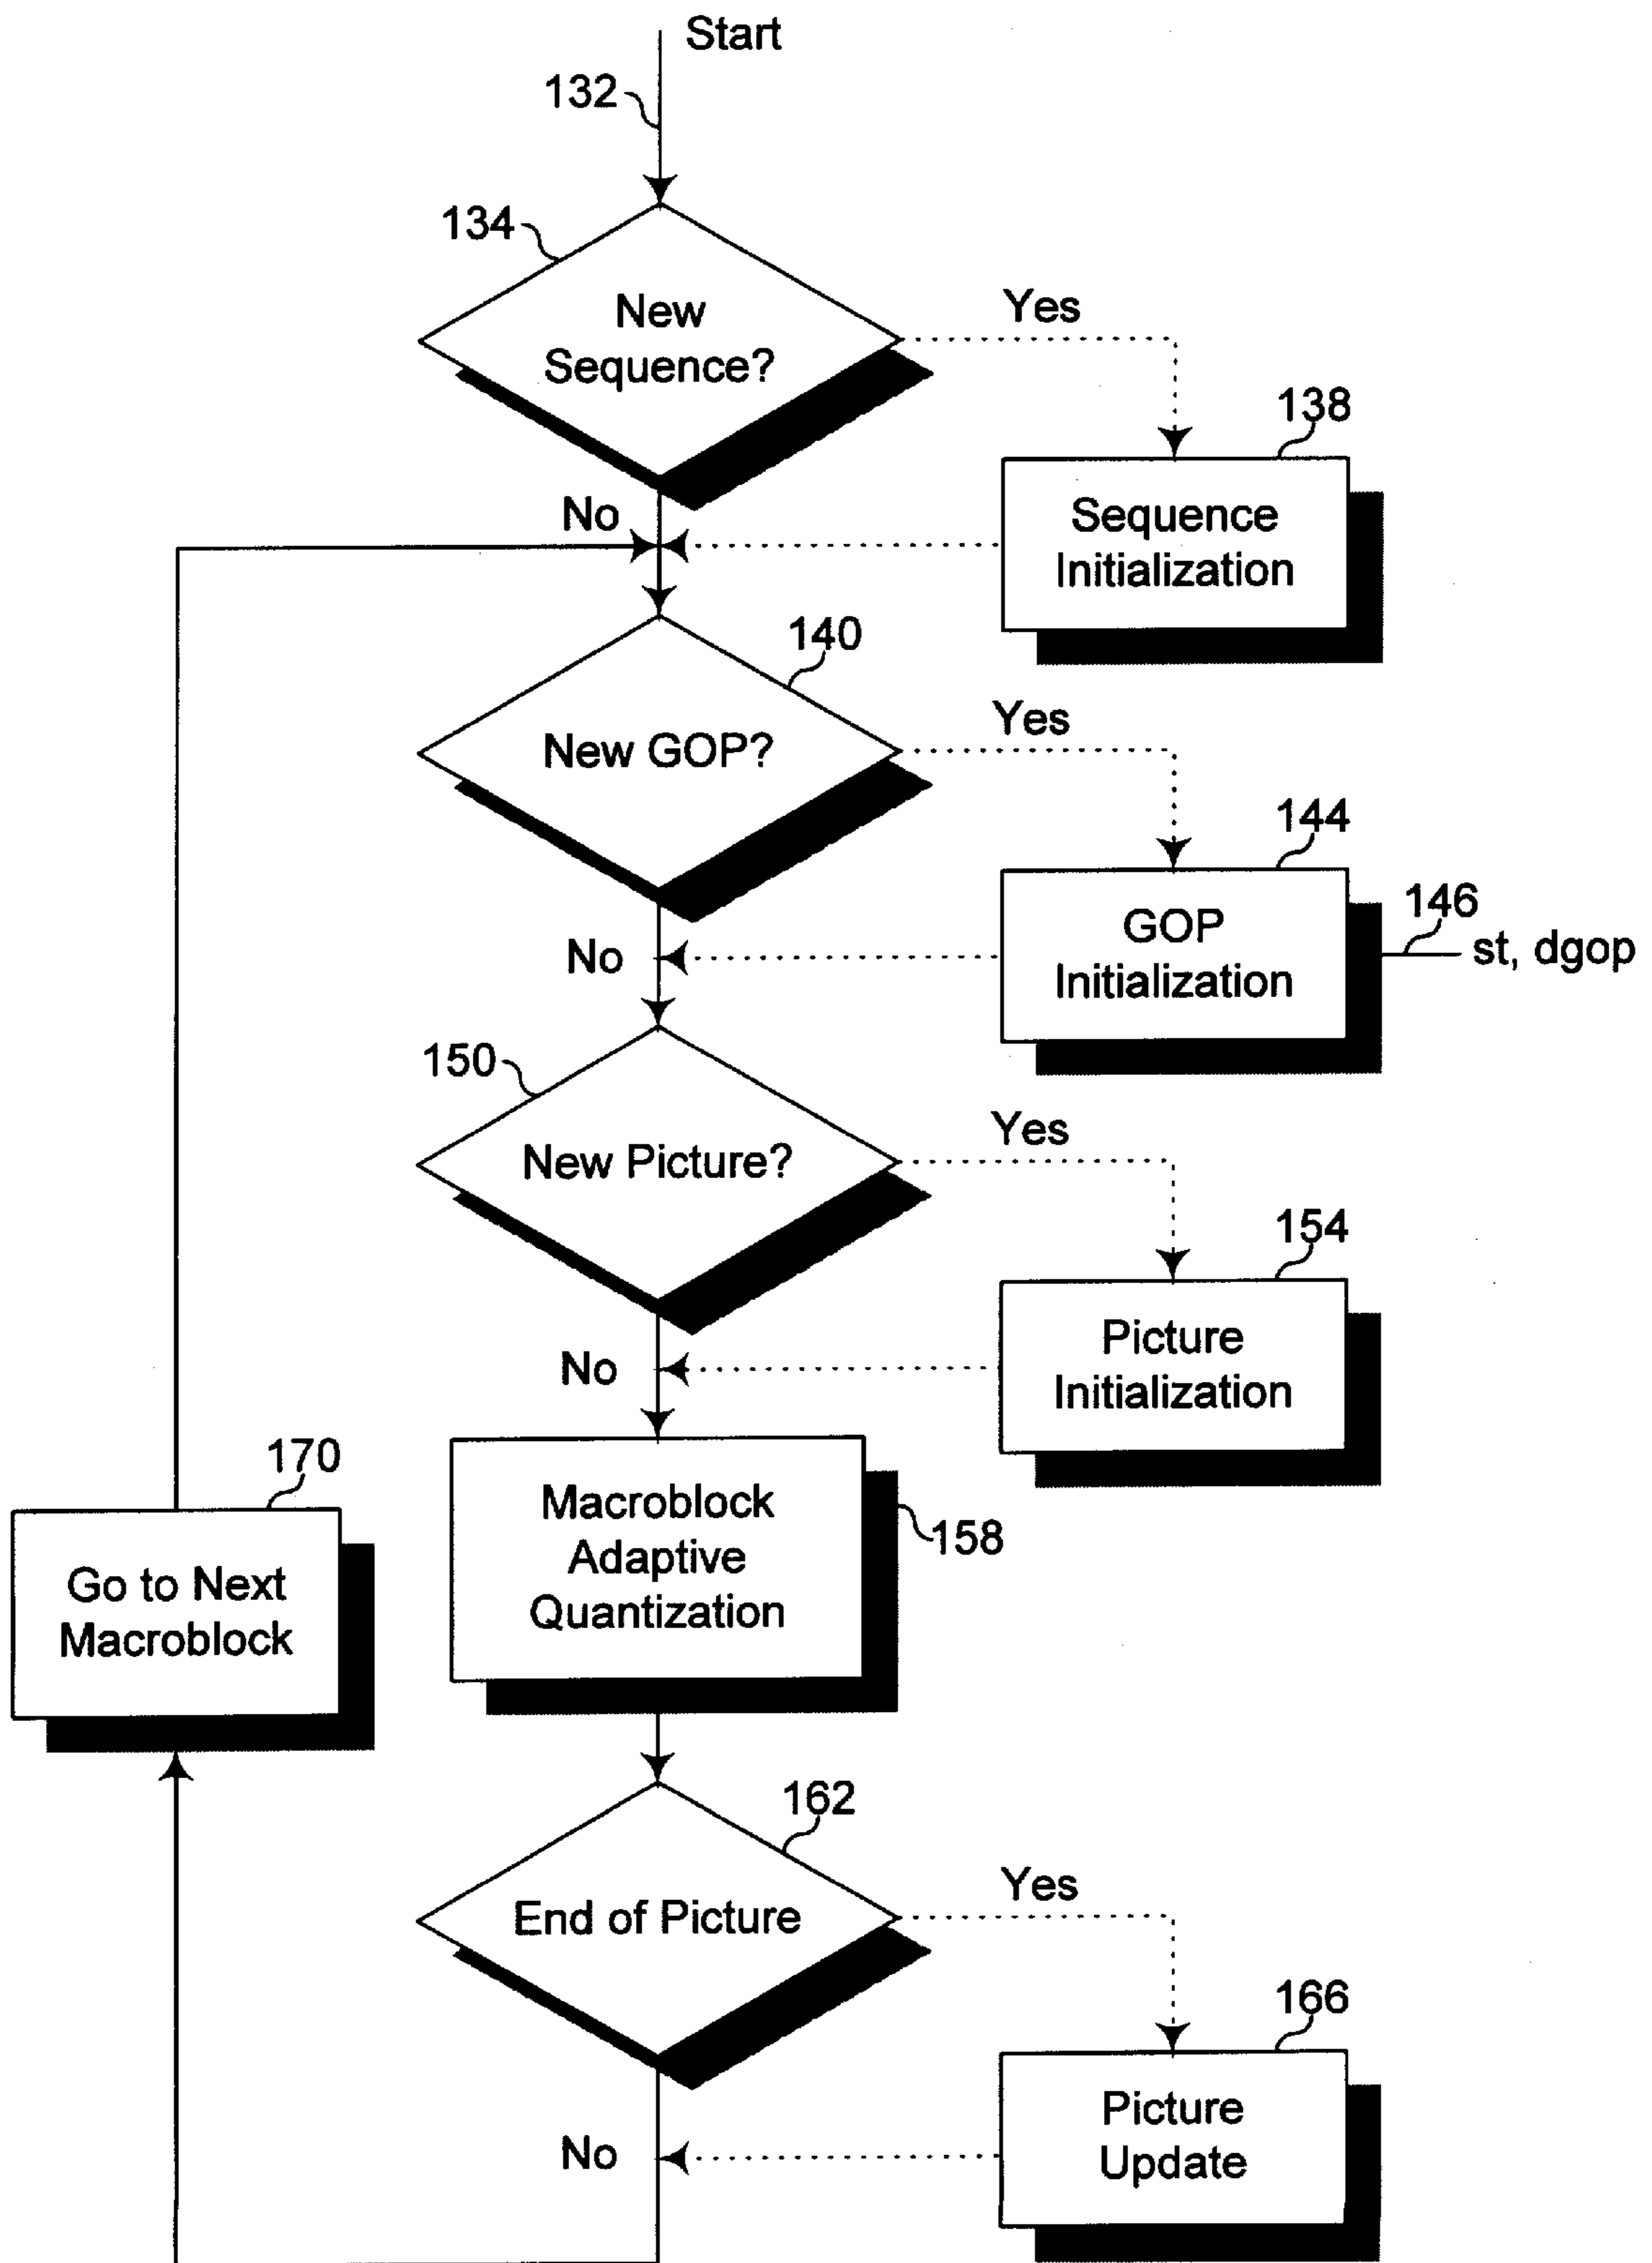 Start
132
134
New
Sequence?
Yes
138
Sequence
Initialization
No
140
New GOP?
Yes
144
GOP
Initialization
146
st, dgop
No
150
New Picture?
Yes
154
Picture
Initialization
No
170
Go to Next
Macroblock
Macroblock
Adaptive
Quantization
158
162
End of Picture
Yes
166
Picture
Update
No